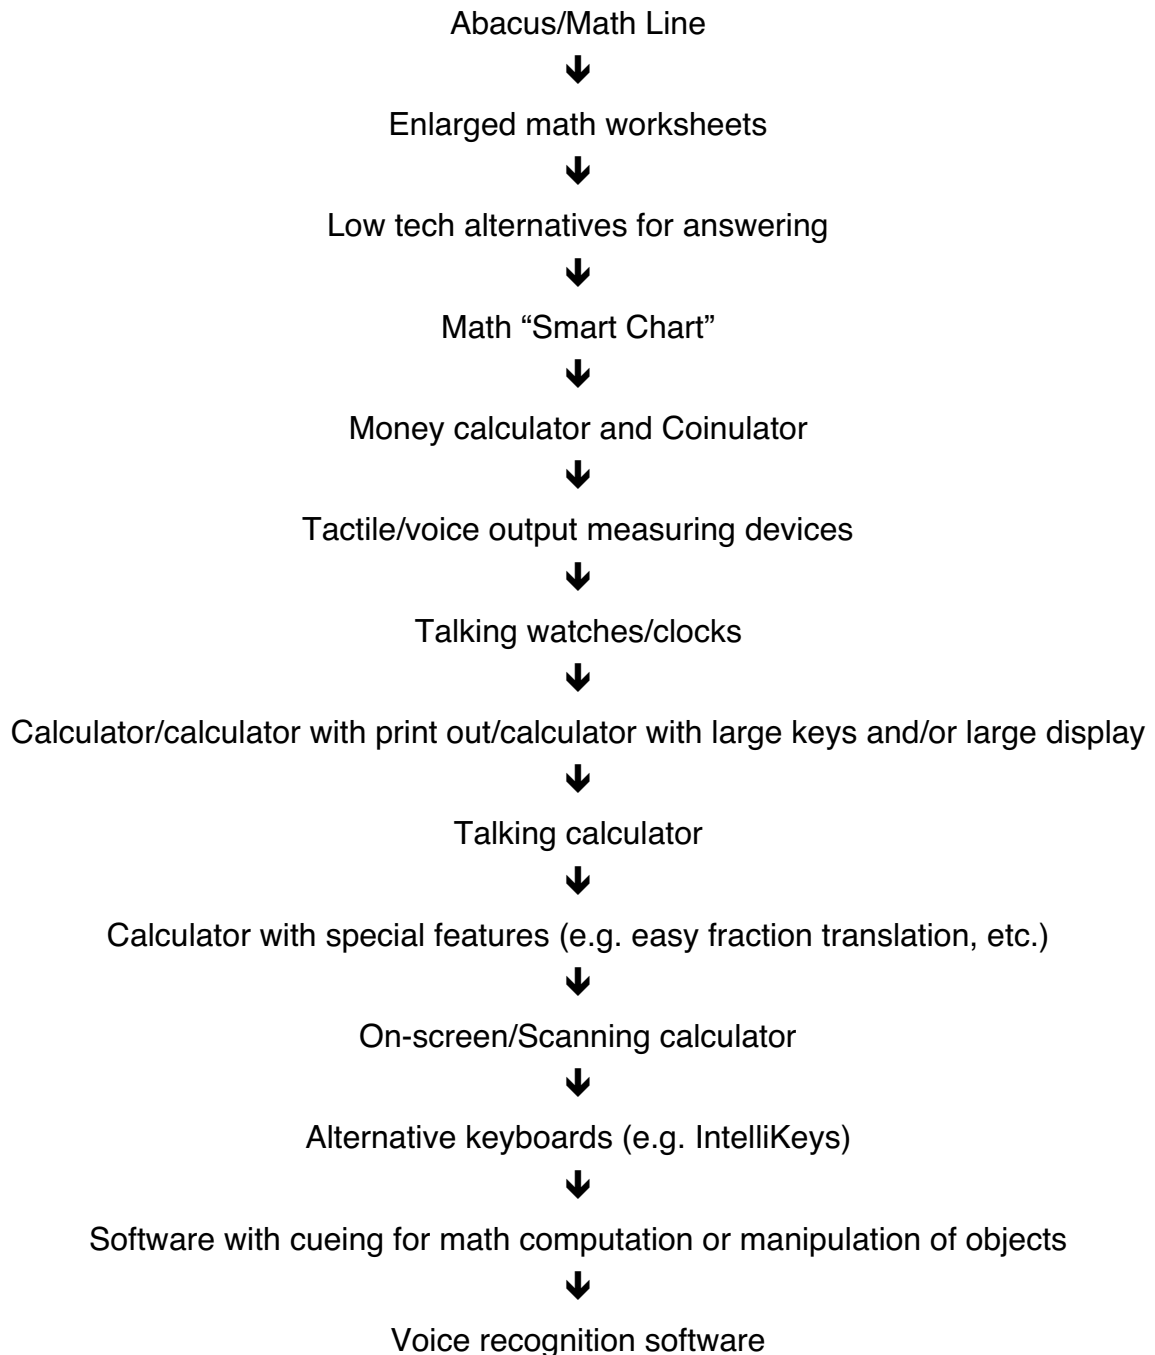 Abacus/Math Line
Enlarged math worksheets
Low tech alternatives for answering
Math “Smart Chart”
Money calculator and Coinulator
Tactile/voice output measuring devices
Talking watches/clocks
Calculator/calculator with print out/calculator with large keys and/or large display
Talking calculator
Calculator with special features (e.g. easy fraction translation, etc.)
On-screen/Scanning calculator
Alternative keyboards (e.g. IntelliKeys)
Software with cueing for math computation or manipulation of objects
Voice recognition software